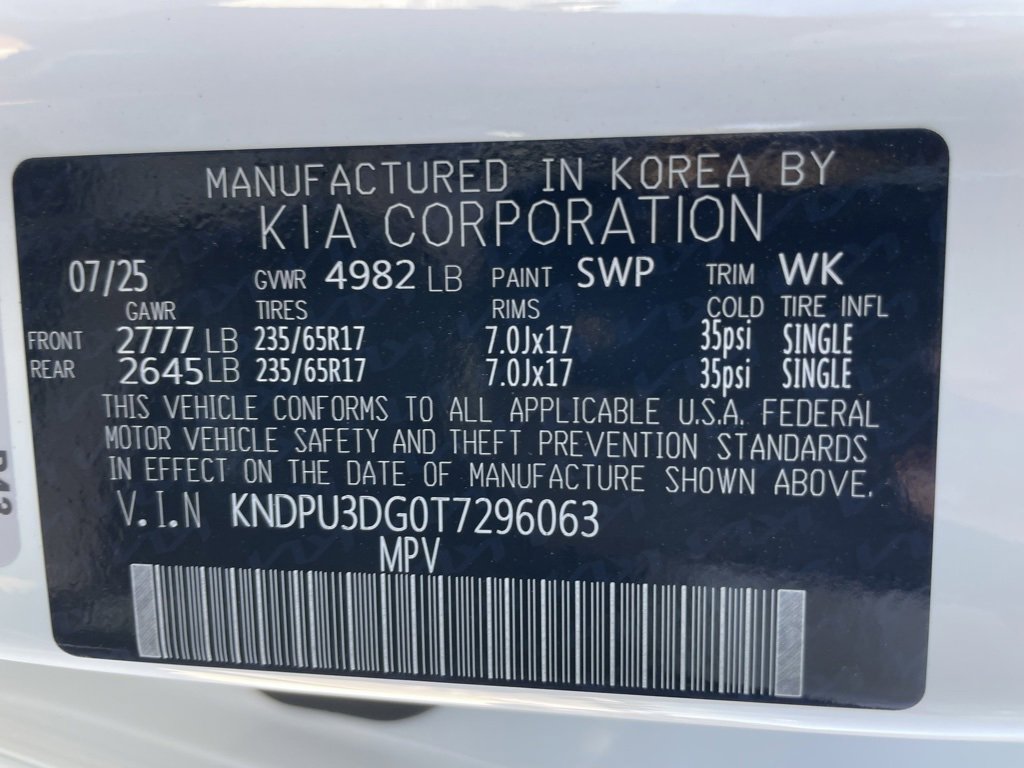 MANUFACTURED IN KOREA BY
KIA CORPORATION
07/25 GVWR 4982 LB PAINT SWP TRIM WK
GAWR TIRES RIMS COLD TIRE INFL
FRONT 2777 LB 235/65R17 7.0Jx17 35psi SINGLE
REAR 2645 LB 235/65R17 7.0Jx17 35psi SINGLE
THIS VEHICLE CONFORMS TO ALL APPLICABLE U.S.A. FEDERAL
MOTOR VEHICLE SAFETY AND THEFT PREVENTION STANDARDS
IN EFFECT ON THE DATE OF MANUFACTURE SHOWN ABOVE.
V.I.N KNDPU3DG0T7296063
MPV